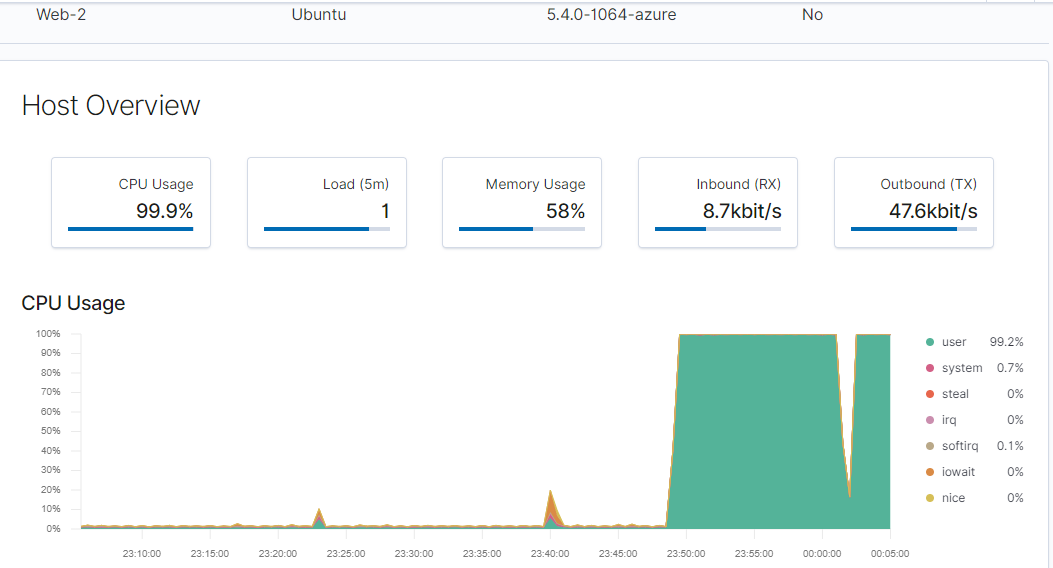 Web-2 Ubuntu 5.4.0-1064-azure No
Host Overview
CPU Usage Load (5m) Memory Usage Inbound (RX) Outbound (TX)
99.9% 1 58% 8.7kbit/s 47.6kbit/s
CPU Usage
100%
90%
80%
70%
60%
50%
40%
30%
20%
10%
0%
23:10:00 23:15:00 23:20:00 23:25:00 23:30:00 23:35:00 23:40:00 23:45:00 23:50:00 23:55:00 00:00:00 00:05:00
user 99.2%
system 0.7%
steal 0%
irq 0%
softirq 0.1%
iowait 0%
nice 0%